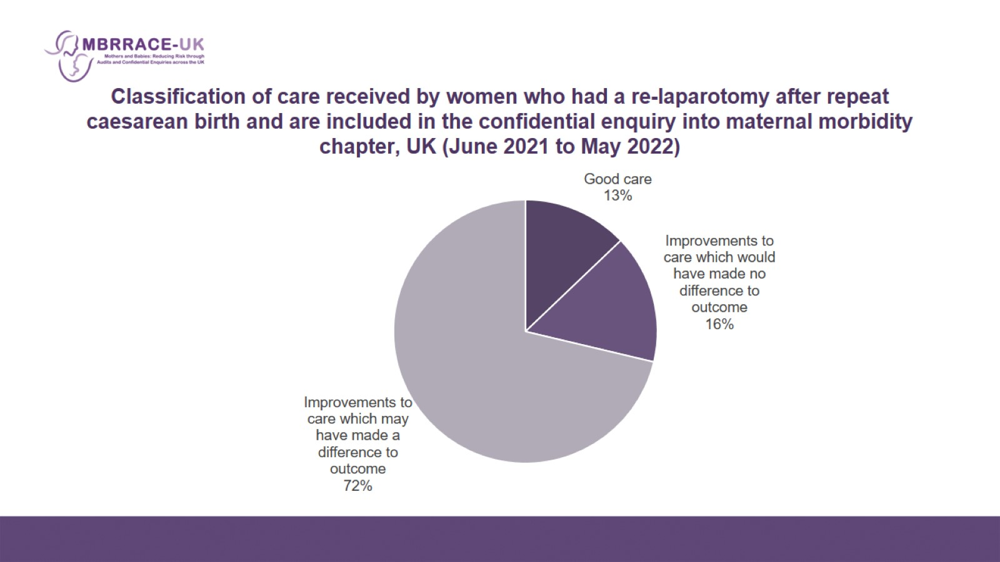 MBRRACE-UK
Mothers and Babies: Reducing Risk through
Audits and Confidential Enquiries across the UK
Classification of care received by women who had a re-laparotomy after repeat
caesarean birth and are included in the confidential enquiry into maternal morbidity
chapter, UK (June 2021 to May 2022)
Good care
13%
Improvements to
care which would
have made no
difference to
outcome
16%
Improvements to
care which may
have made a
difference to
outcome
72%